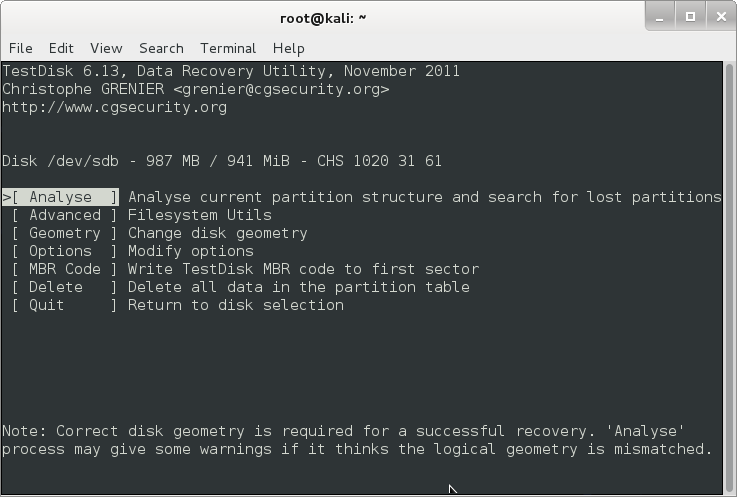 root@kali: ~
File Edit View Search Terminal Help
TestDisk 6.13, Data Recovery Utility, November 2011
Christophe GRENIER <grenier@cgsecurity.org>
http://www.cgsecurity.org
Disk /dev/sdb - 987 MB / 941 MiB - CHS 1020 31 61
>[ Analyse  ] Analyse current partition structure and search for lost partitions
[ Advanced ] Filesystem Utils
[ Geometry ] Change disk geometry
[ Options  ] Modify options
[ MBR Code ] Write TestDisk MBR code to first sector
[ Delete   ] Delete all data in the partition table
[ Quit     ] Return to disk selection
Note: Correct disk geometry is required for a successful recovery. 'Analyse'
process may give some warnings if it thinks the logical geometry is mismatched.